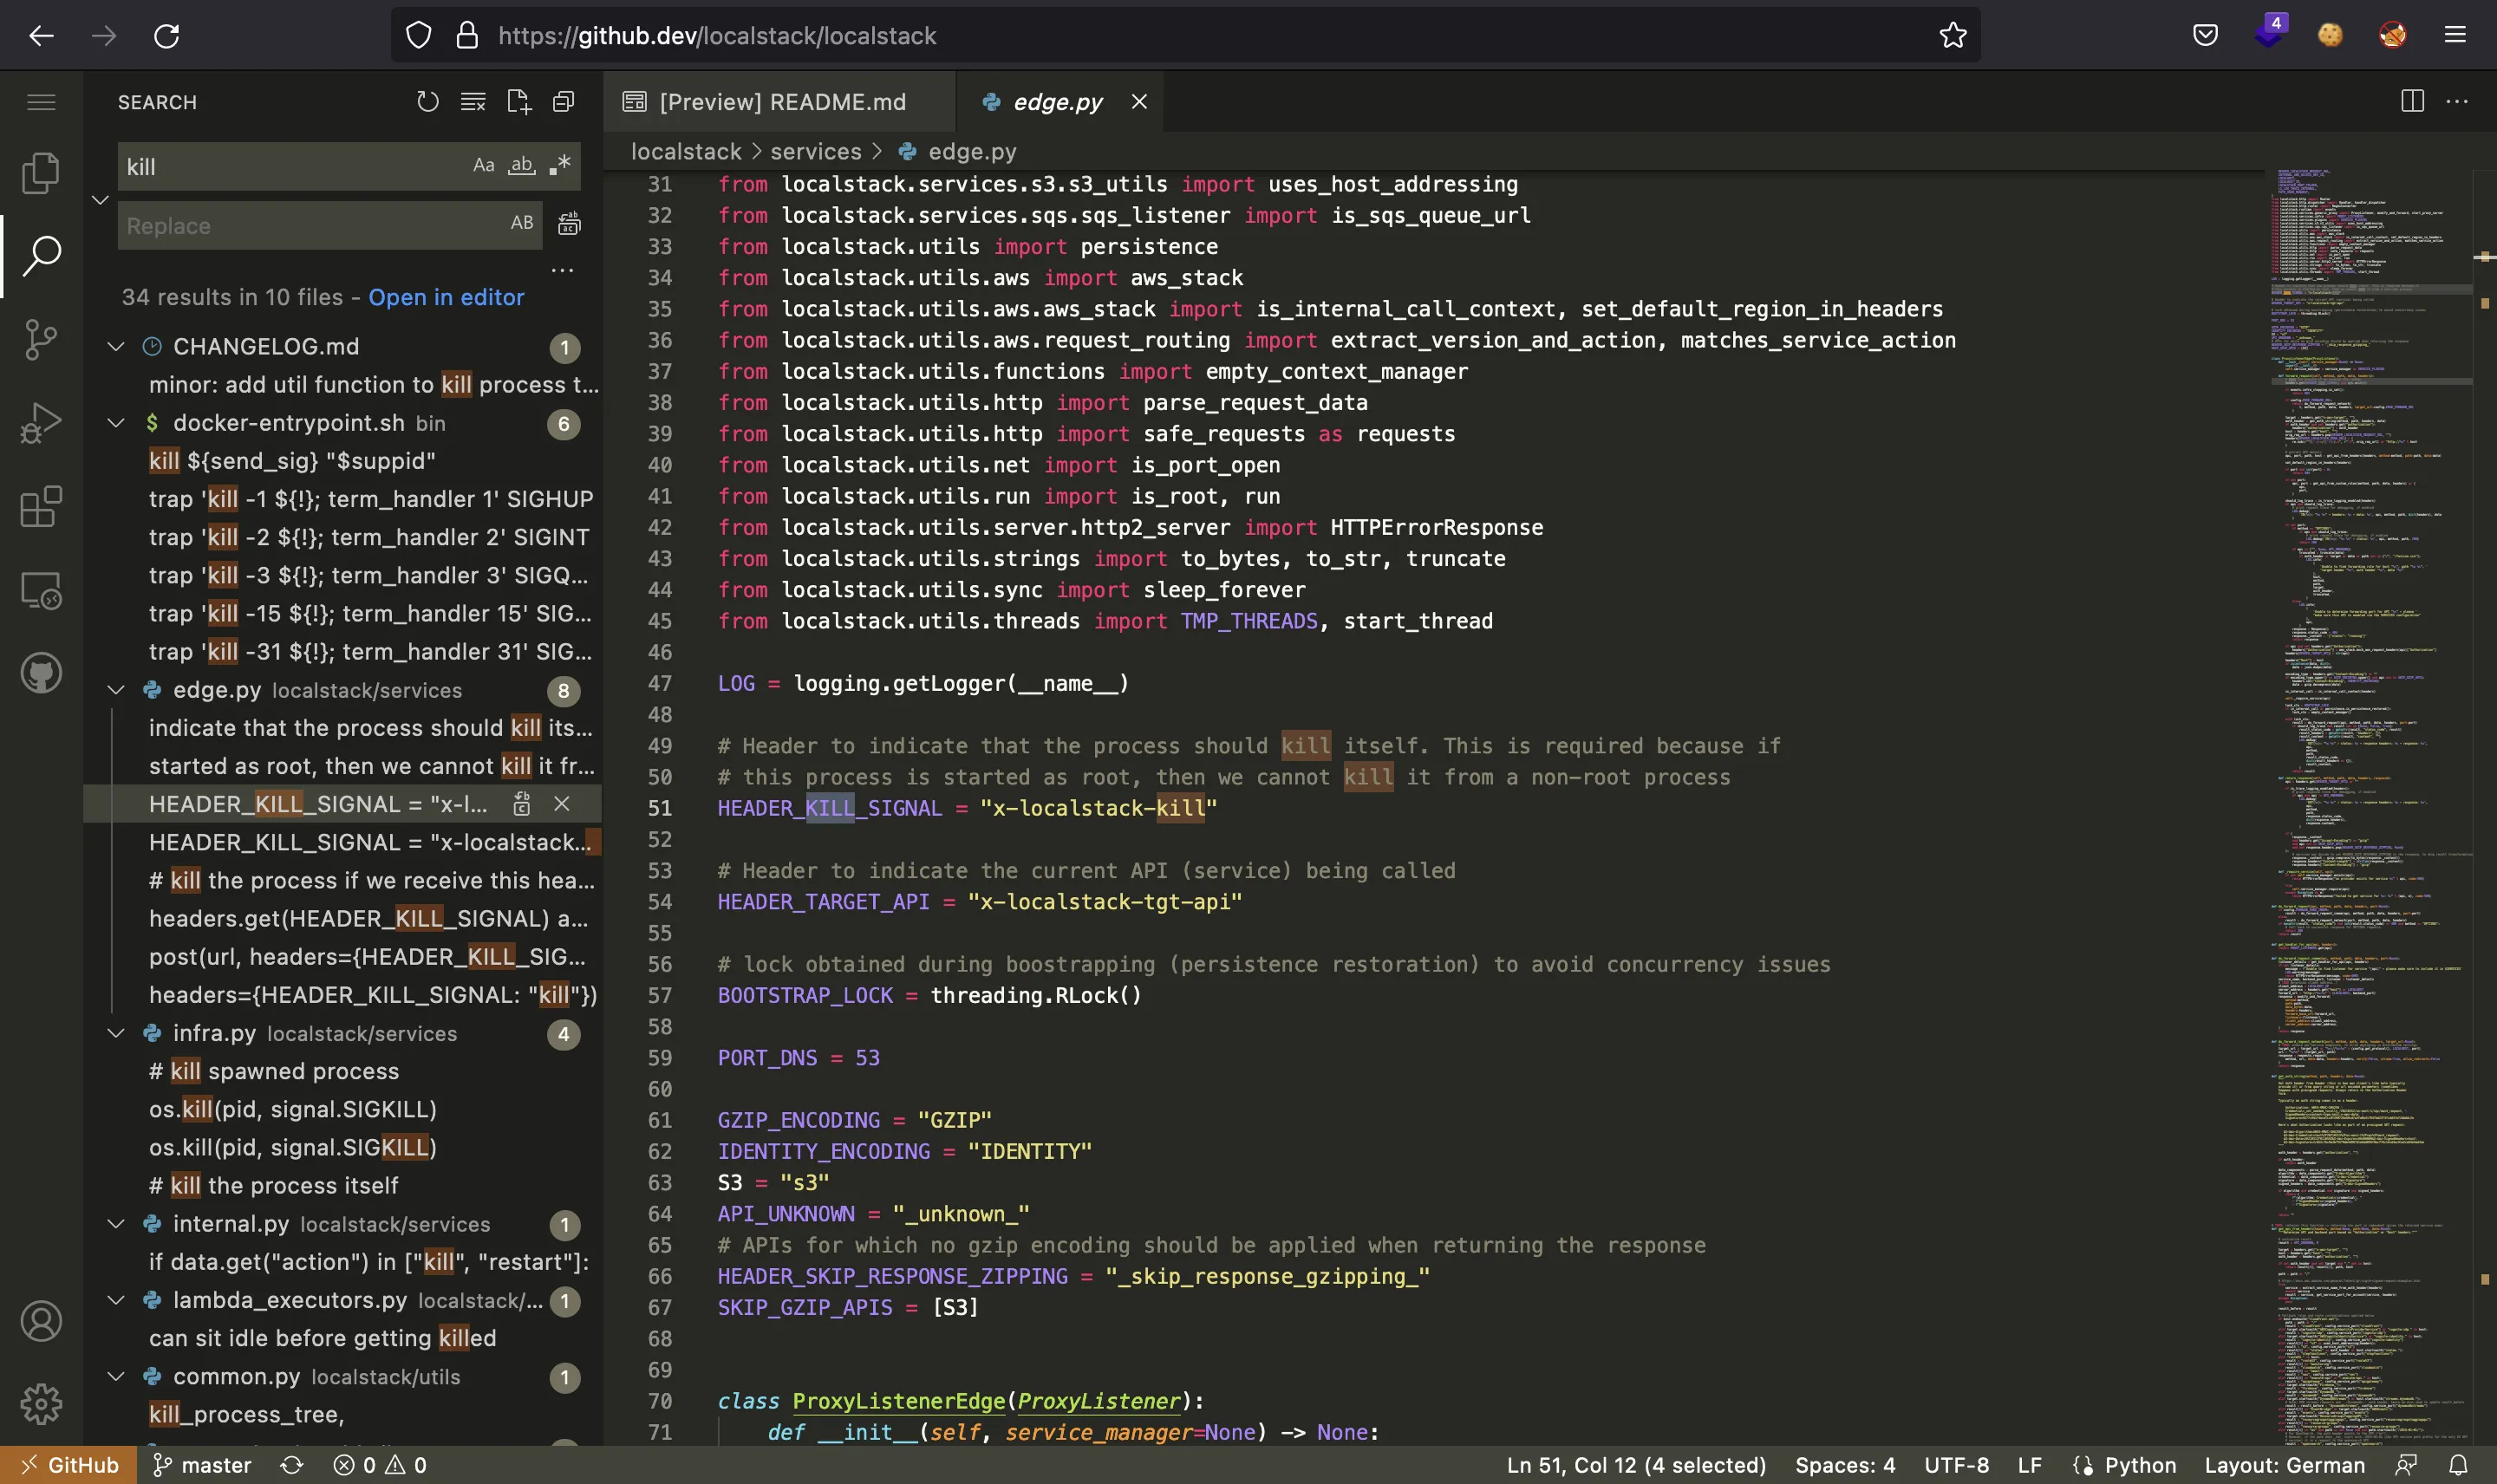 https://github.dev/localstack/localstack
4
SEARCH
kill
Aa
ab
Replace
AB
34 results in 10 files - Open in editor
CHANGELOG.md 1
minor: add util function to kill process t...
$ docker-entrypoint.sh bin 6
kill ${send_sig} "$suppid"
trap 'kill -1 ${!}; term_handler 1' SIGHUP
trap 'kill -2 ${!}; term_handler 2' SIGINT
trap 'kill -3 ${!}; term_handler 3' SIGQ...
trap 'kill -15 ${!}; term_handler 15' SIG...
trap 'kill -31 ${!}; term_handler 31' SIG...
edge.py localstack/services 8
indicate that the process should kill its...
started as root, then we cannot kill it fr...
HEADER_KILL_SIGNAL = "x-l...
HEADER_KILL_SIGNAL = "x-localstack...
# kill the process if we receive this hea...
headers.get(HEADER_KILL_SIGNAL) a...
post(url, headers={HEADER_KILL_SIG...
headers={HEADER_KILL_SIGNAL: "kill"})
infra.py localstack/services 4
# kill spawned process
os.kill(pid, signal.SIGKILL)
os.kill(pid, signal.SIGKILL)
# kill the process itself
internal.py localstack/services 1
if data.get("action") in ["kill", "restart"]:
lambda_executors.py localstack/... 1
can sit idle before getting killed
common.py localstack/utils 1
kill_process_tree,
[Preview] README.md
edge.py
localstack > services > edge.py
31 from localstack.services.s3.s3_utils import uses_host_addressing
32 from localstack.services.sqs.sqs_listener import is_sqs_queue_url
33 from localstack.utils import persistence
34 from localstack.utils.aws import aws_stack
35 from localstack.utils.aws.aws_stack import is_internal_call_context, set_default_region_in_headers
36 from localstack.utils.aws.request_routing import extract_version_and_action, matches_service_action
37 from localstack.utils.functions import empty_context_manager
38 from localstack.utils.http import parse_request_data
39 from localstack.utils.http import safe_requests as requests
40 from localstack.utils.net import is_port_open
41 from localstack.utils.run import is_root, run
42 from localstack.utils.server.http2_server import HTTPErrorResponse
43 from localstack.utils.strings import to_bytes, to_str, truncate
44 from localstack.utils.sync import sleep_forever
45 from localstack.utils.threads import TMP_THREADS, start_thread
46
47 LOG = logging.getLogger(__name__)
48
49 # Header to indicate that the process should kill itself. This is required because if
50 # this process is started as root, then we cannot kill it from a non-root process
51 HEADER_KILL_SIGNAL = "x-localstack-kill"
52
53 # Header to indicate the current API (service) being called
54 HEADER_TARGET_API = "x-localstack-tgt-api"
55
56 # lock obtained during boostrapping (persistence restoration) to avoid concurrency issues
57 BOOTSTRAP_LOCK = threading.RLock()
58
59 PORT_DNS = 53
60
61 GZIP_ENCODING = "GZIP"
62 IDENTITY_ENCODING = "IDENTITY"
63 S3 = "s3"
64 API_UNKNOWN = "_unknown_"
65 # APIs for which no gzip encoding should be applied when returning the response
66 HEADER_SKIP_RESPONSE_ZIPPING = "_skip_response_gzipping_"
67 SKIP_GZIP_APIS = [S3]
68
69
70 class ProxyListenerEdge(ProxyListener):
71 def __init__(self, service_manager=None) -> None:
GitHub master 0 0 Ln 51, Col 12 (4 selected) Spaces: 4 UTF-8 LF Python Layout: German